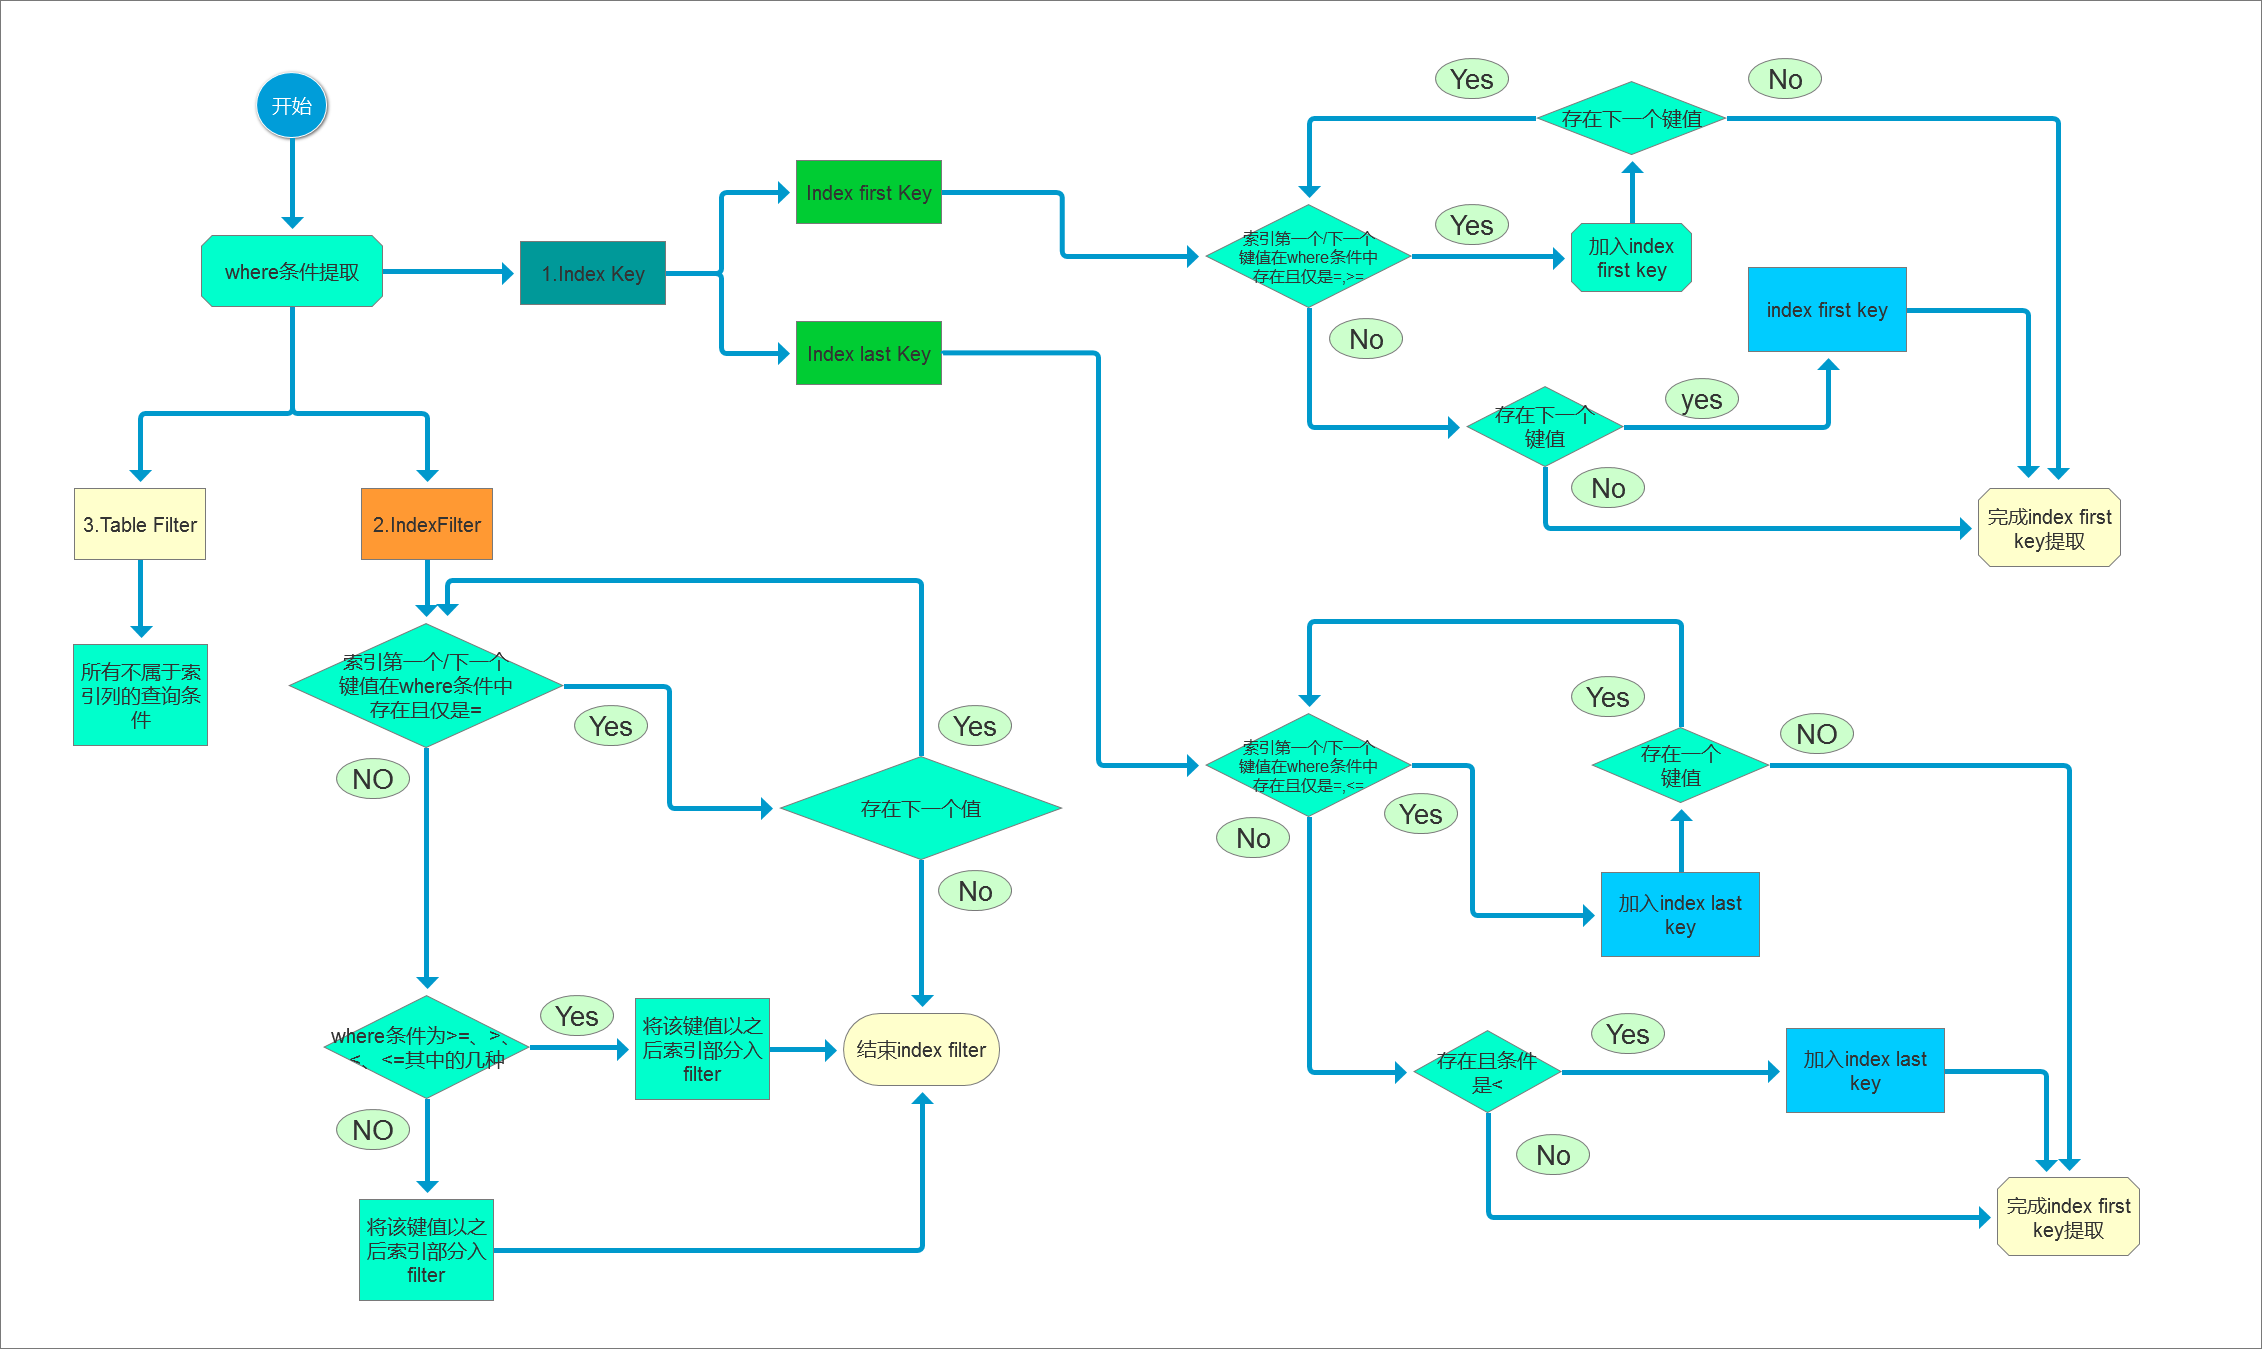 开始
where条件提取
1.Index Key
Index first Key
Index last Key
Yes
存在下一个键值
No
索引第一个/下一个
键值在where条件中
存在且仅是=,>=
Yes
加入index
first key
No
index first key
存在下一个
键值
yes
No
完成index first
key提取
3.Table Filter
所有不属于索
引列的查询条
件
2.IndexFilter
索引第一个/下一个
键值在where条件中
存在且仅是=
Yes
NO
Yes
存在下一个值
No
where条件为>=、>、
<、<=其中的几种
Yes
将该键值以之
后索引部分入
filter
结束index filter
NO
将该键值以之
后索引部分入
filter
索引第一个/下一个
键值在where条件中
存在且仅是=,<=
Yes
No
Yes
存在一个
键值
NO
加入index last
key
存在且条件
是<
Yes
加入index last
key
No
完成index first
key提取